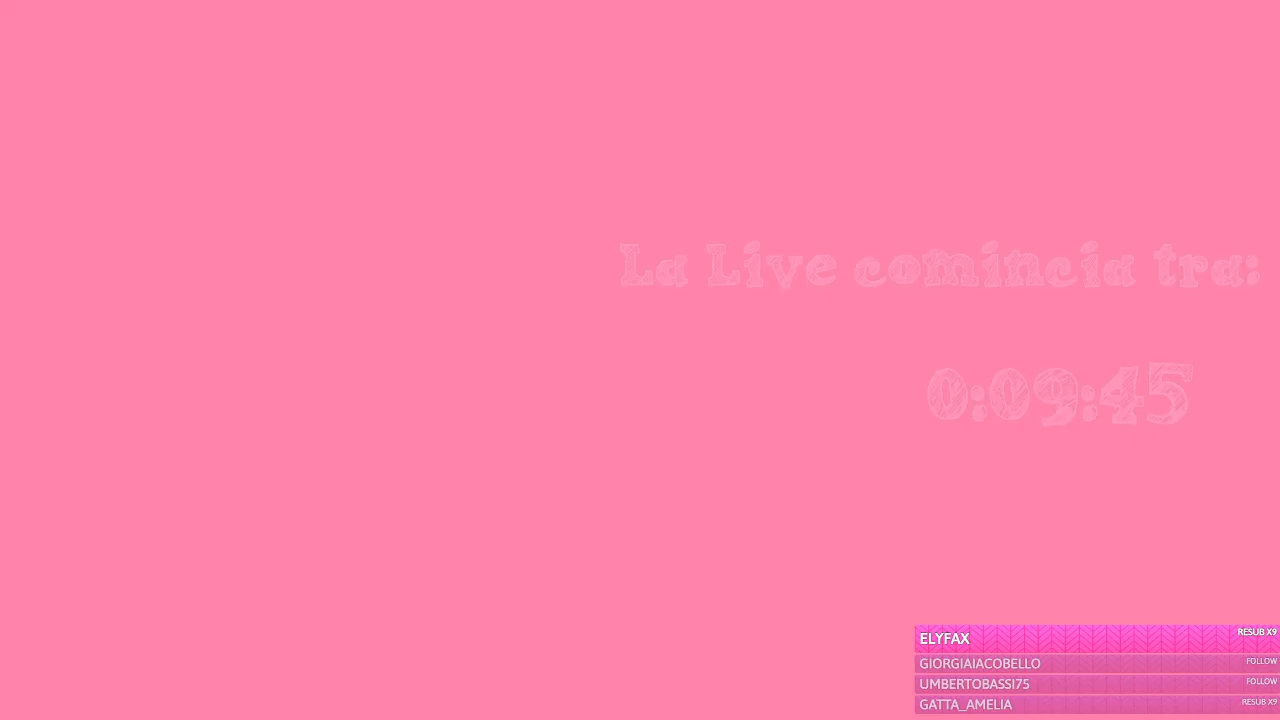 La Live comincia tra:
0:09:45
ELYFAX RESUB X9
GIORGIAIACOBELLO FOLLOW
UMBERTOBASSI75 FOLLOW
GATTA_AMELIA RESUB X9